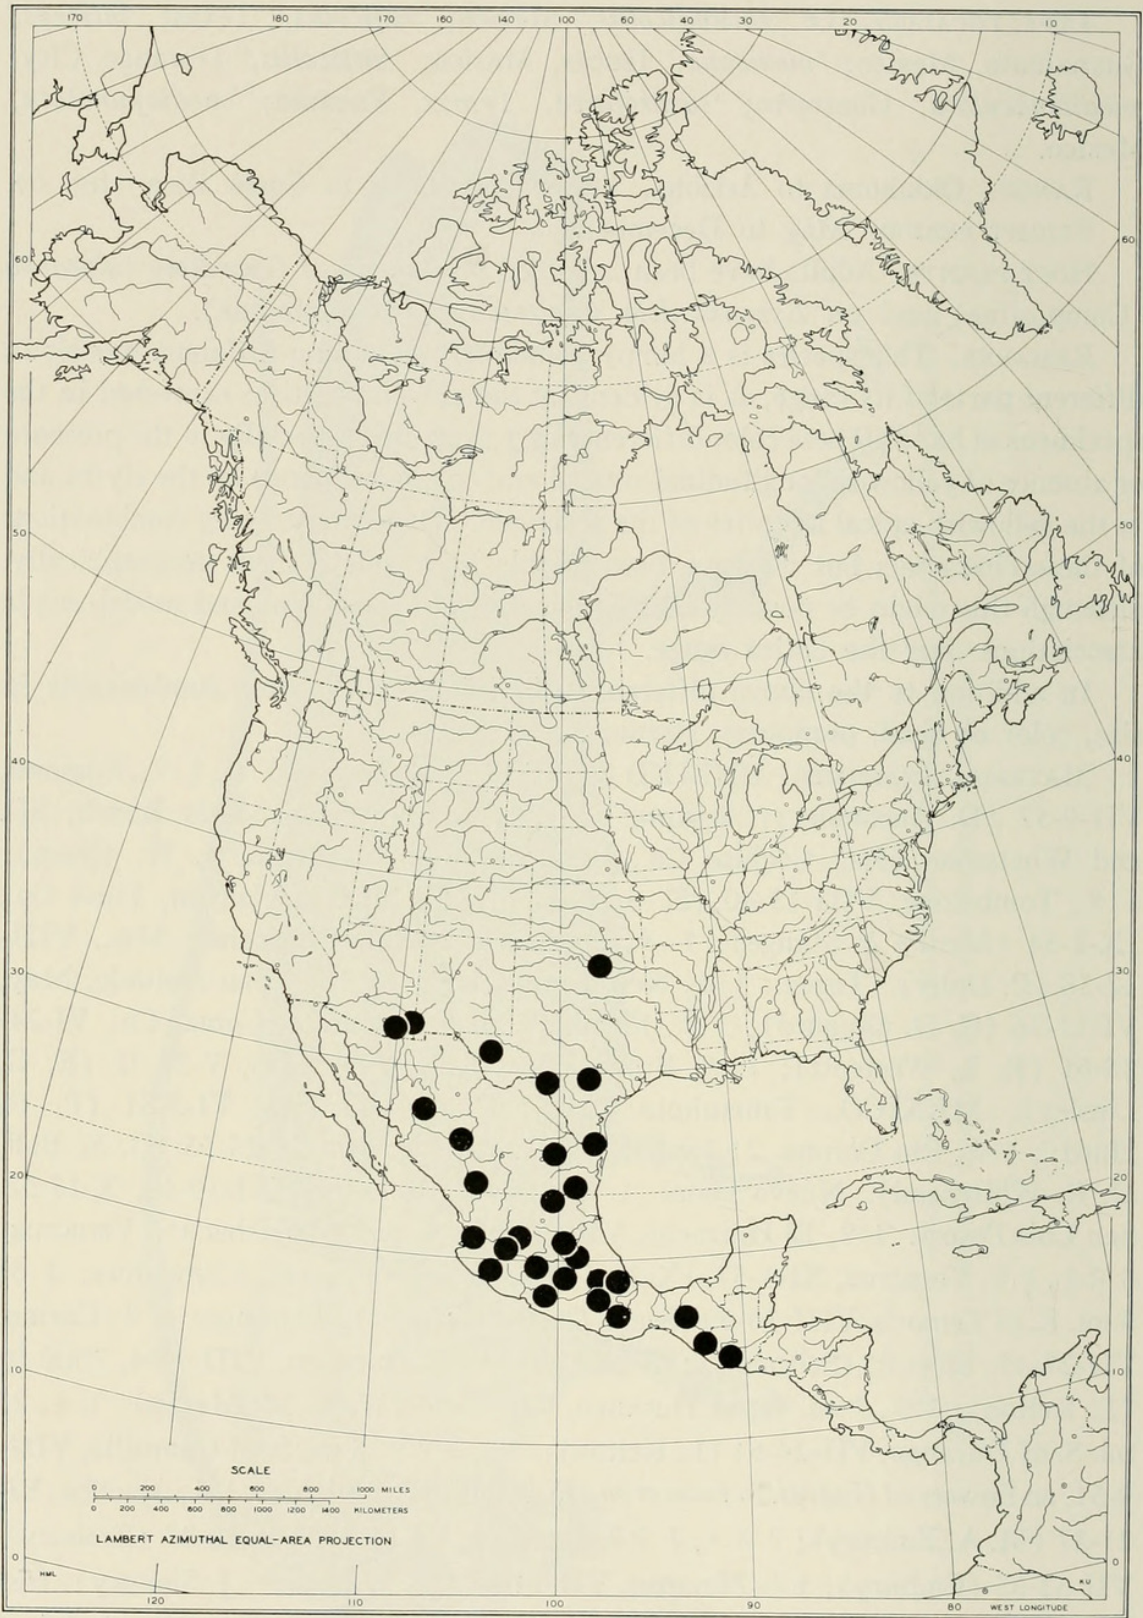 170 180 170 160 140 100 60 40 30 20 10
60 60
50 50
40 40
30 30
20 20
10 10
SCALE
0 200 400 600 800 1000 MILES
0 200 400 600 800 1000 1200 1400 KILOMETERS
LAMBERT AZIMUTHAL EQUAL-AREA PROJECTION
0 0
HML KU
120 110 100 90 80 WEST LONGITUDE